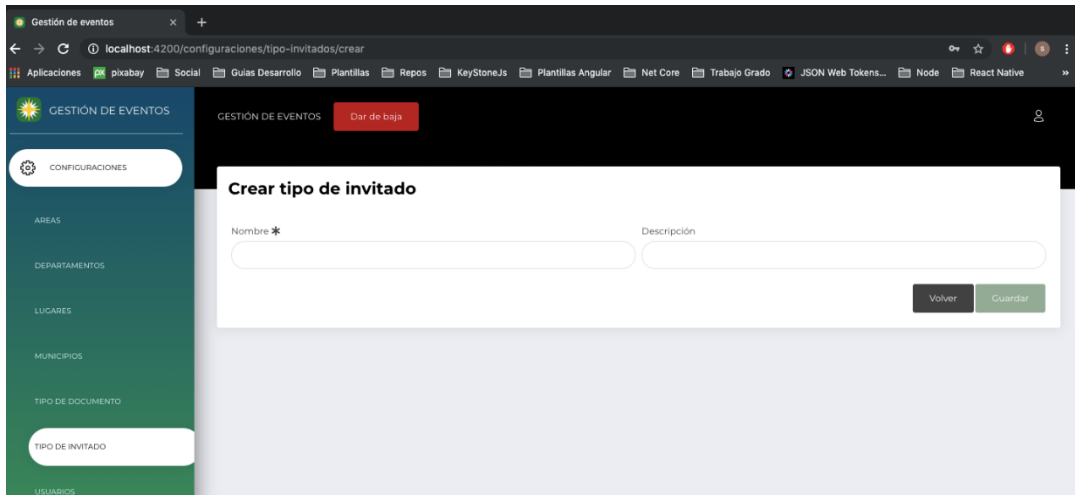 Gestión de eventos
localhost:4200/configuraciones/tipo-invitados/crear
Aplicaciones pixabay Social Guias Desarrollo Plantillas Repos KeyStoneJs Plantillas Angular Net Core Trabajo Grado JSON Web Tokens... Node React Native »
GESTIÓN DE EVENTOS
GESTIÓN DE EVENTOS Dar de baja
CONFIGURACIONES
Crear tipo de invitado
AREAS
Nombre * Descripción
DEPARTAMENTOS
Volver Guardar
LUGARES
MUNICIPIOS
TIPO DE DOCUMENTO
TIPO DE INVITADO
USUARIOS